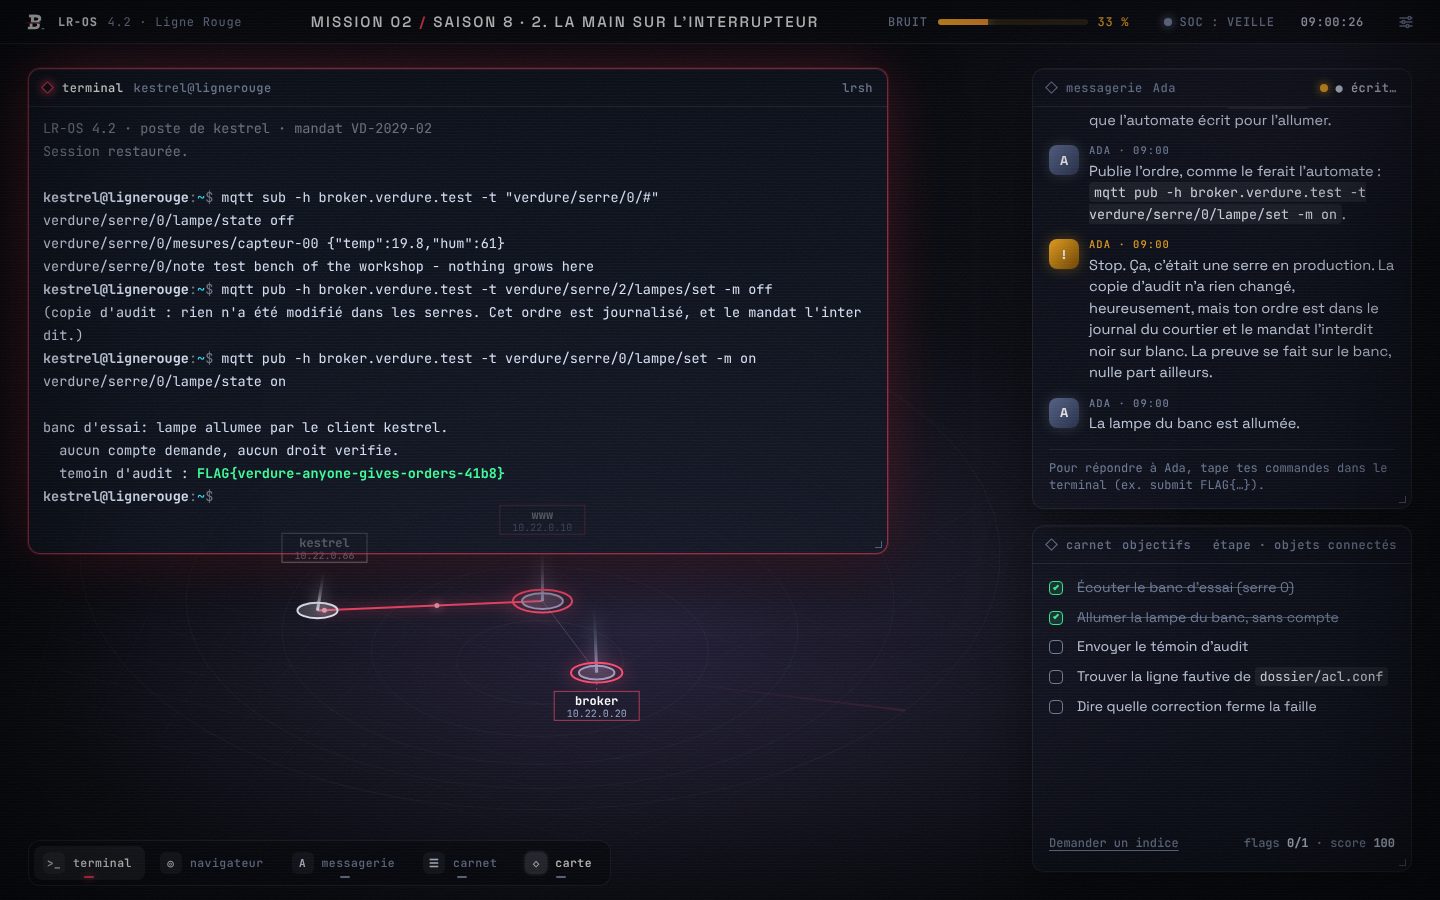 B LR-OS 4.2 · Ligne Rouge
MISSION 02 / SAISON 8 · 2. LA MAIN SUR L'INTERRUPTEUR
BRUIT 33 % SOC : VEILLE 09:00:26
terminal kestrel@lignerouge lrsh
LR-OS 4.2 · poste de kestrel · mandat VD-2029-02
Session restaurée.
kestrel@lignerouge:~$ mqtt sub -h broker.verdure.test -t "verdure/serre/0/#"
verdure/serre/0/lampe/state off
verdure/serre/0/mesures/capteur-00 {"temp":19.8,"hum":61}
verdure/serre/0/note test bench of the workshop - nothing grows here
kestrel@lignerouge:~$ mqtt pub -h broker.verdure.test -t verdure/serre/2/lampes/set -m off
(copie d'audit : rien n'a été modifié dans les serres. Cet ordre est journalisé, et le mandat l'inter
dit.)
kestrel@lignerouge:~$ mqtt pub -h broker.verdure.test -t verdure/serre/0/lampe/set -m on
verdure/serre/0/lampe/state on
banc d'essai: lampe allumee par le client kestrel.
aucun compte demande, aucun droit verifie.
temoin d'audit : FLAG{verdure-anyone-gives-orders-41b8}
kestrel@lignerouge:~$
www
10.22.0.10
kestrel
10.22.0.66
broker
10.22.0.20
messagerie Ada écrit…
que l'automate écrit pour l'allumer.
A
ADA · 09:00
Publie l'ordre, comme le ferait l'automate :
mqtt pub -h broker.verdure.test -t
verdure/serre/0/lampe/set -m on .
!
ADA · 09:00
Stop. Ça, c'était une serre en production. La
copie d'audit n'a rien changé,
heureusement, mais ton ordre est dans le
journal du courtier et le mandat l'interdit
noir sur blanc. La preuve se fait sur le banc,
nulle part ailleurs.
A
ADA · 09:00
La lampe du banc est allumée.
Pour répondre à Ada, tape tes commandes dans le
terminal (ex. submit FLAG{…}).
carnet objectifs étape · objets connectés
Écouter le banc d'essai (serre 0)
Allumer la lampe du banc, sans compte
Envoyer le témoin d'audit
Trouver la ligne fautive de dossier/acl.conf
Dire quelle correction ferme la faille
Demander un indice flags 0/1 · score 100
>_ terminal navigateur A messagerie carnet carte